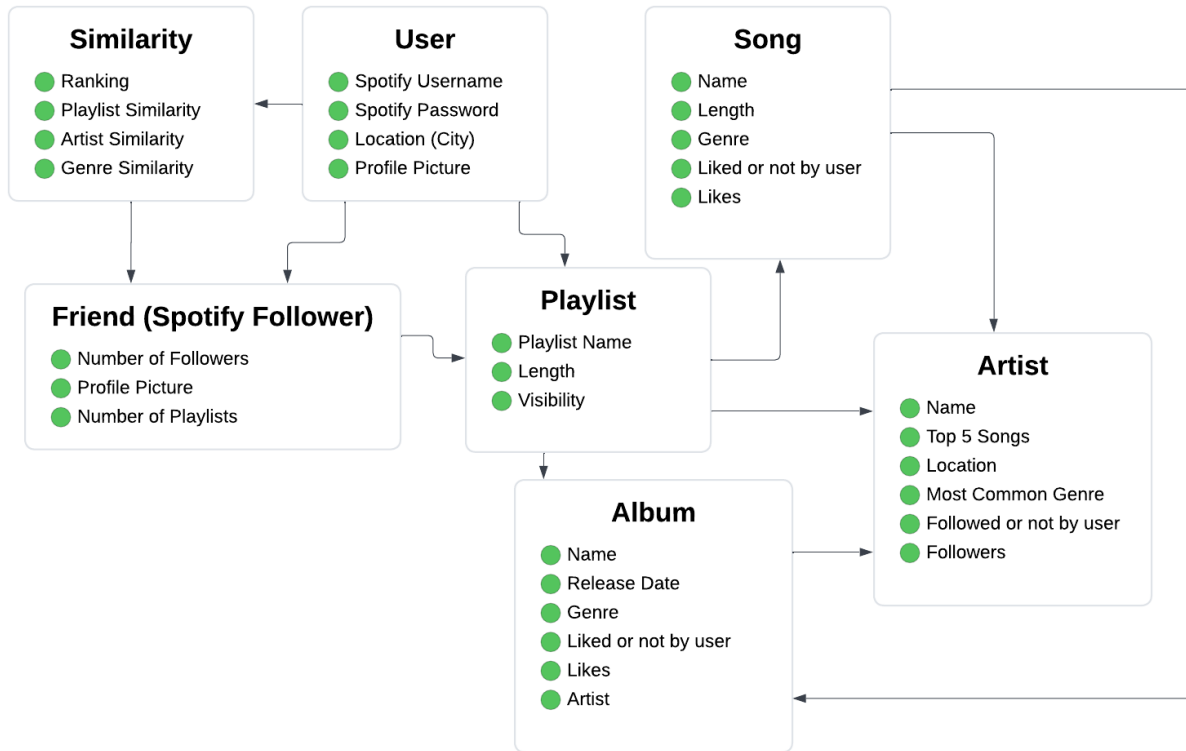 Similarity
Ranking
Playlist Similarity
Artist Similarity
Genre Similarity
User
Spotify Username
Spotify Password
Location (City)
Profile Picture
Song
Name
Length
Genre
Liked or not by user
Likes
Friend (Spotify Follower)
Number of Followers
Profile Picture
Number of Playlists
Playlist
Playlist Name
Length
Visibility
Artist
Name
Top 5 Songs
Location
Most Common Genre
Followed or not by user
Followers
Album
Name
Release Date
Genre
Liked or not by user
Likes
Artist